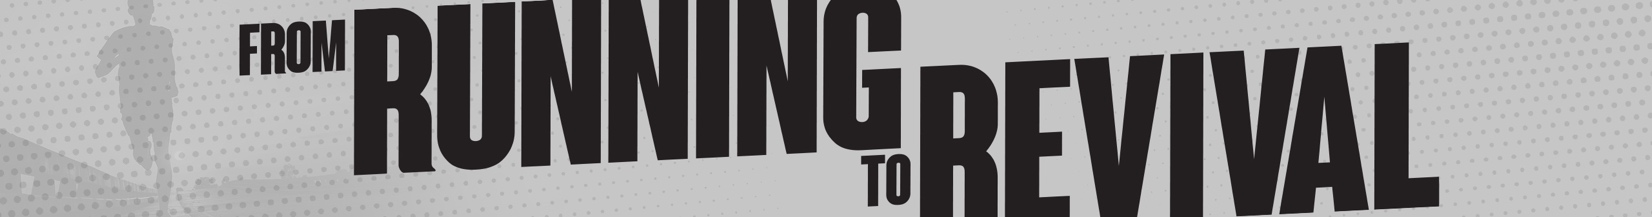 FROM RUNNING
TO REVIVAL